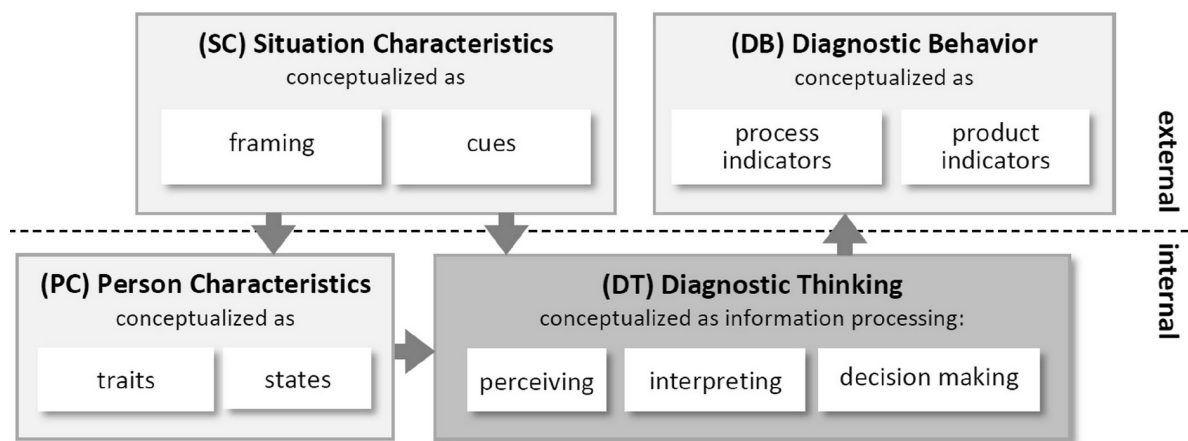 (SC) Situation Characteristics
conceptualized as
framing
cues
(DB) Diagnostic Behavior
conceptualized as
process
indicators
product
indicators
external
internal
(PC) Person Characteristics
conceptualized as
traits
states
(DT) Diagnostic Thinking
conceptualized as information processing:
perceiving
interpreting
decision making